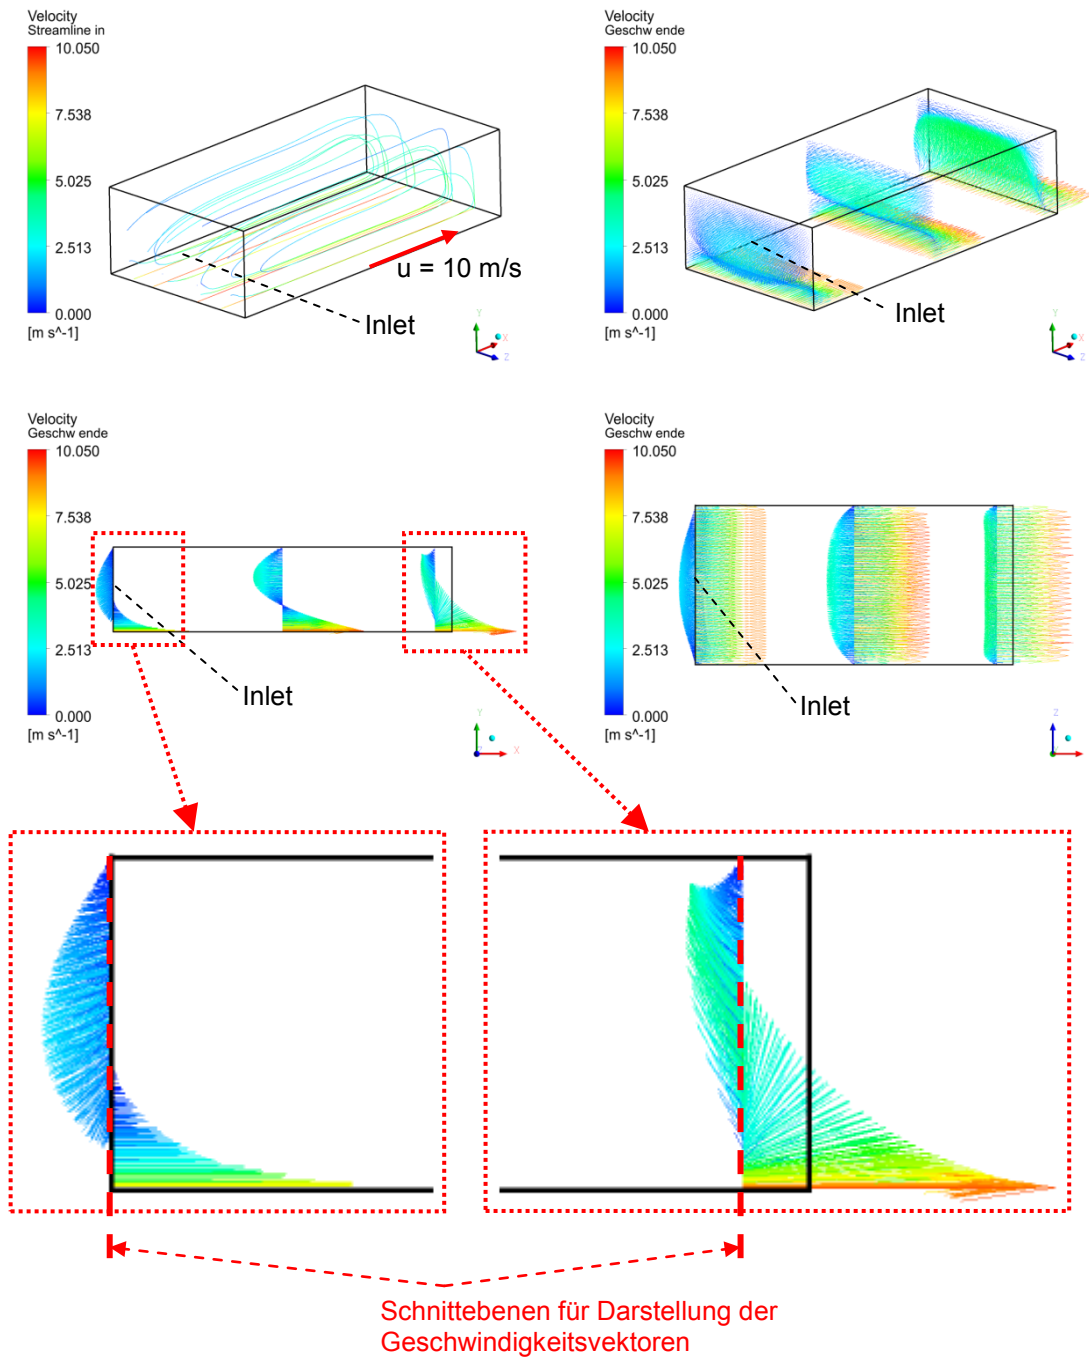 Velocity
Streamline in
10.050
7.538
5.025
2.513
0.000
[m s^-1]
u = 10 m/s
Inlet
Y
X
Z
Velocity
Geschw ende
10.050
7.538
5.025
2.513
0.000
[m s^-1]
Inlet
Y
X
Z
Velocity
Geschw ende
10.050
7.538
5.025
2.513
0.000
[m s^-1]
Inlet
Y
X
Velocity
Geschw ende
10.050
7.538
5.025
2.513
0.000
[m s^-1]
Inlet
Z
Schnittebenen für Darstellung der
Geschwindigkeitsvektoren